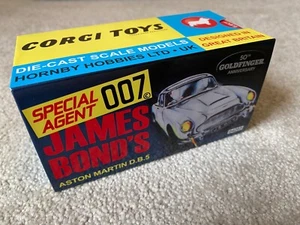 CORGI TOYS
DIE-CAST SCALE MODELS
HORNBY HOBBIES LTD • UK
DESIGNED IN
GREAT BRITAIN
SPECIAL
AGENT 007
JAMES
BOND'S
ASTON MARTIN D.B.5
50TH
GOLDFINGER
ANNIVERSARY